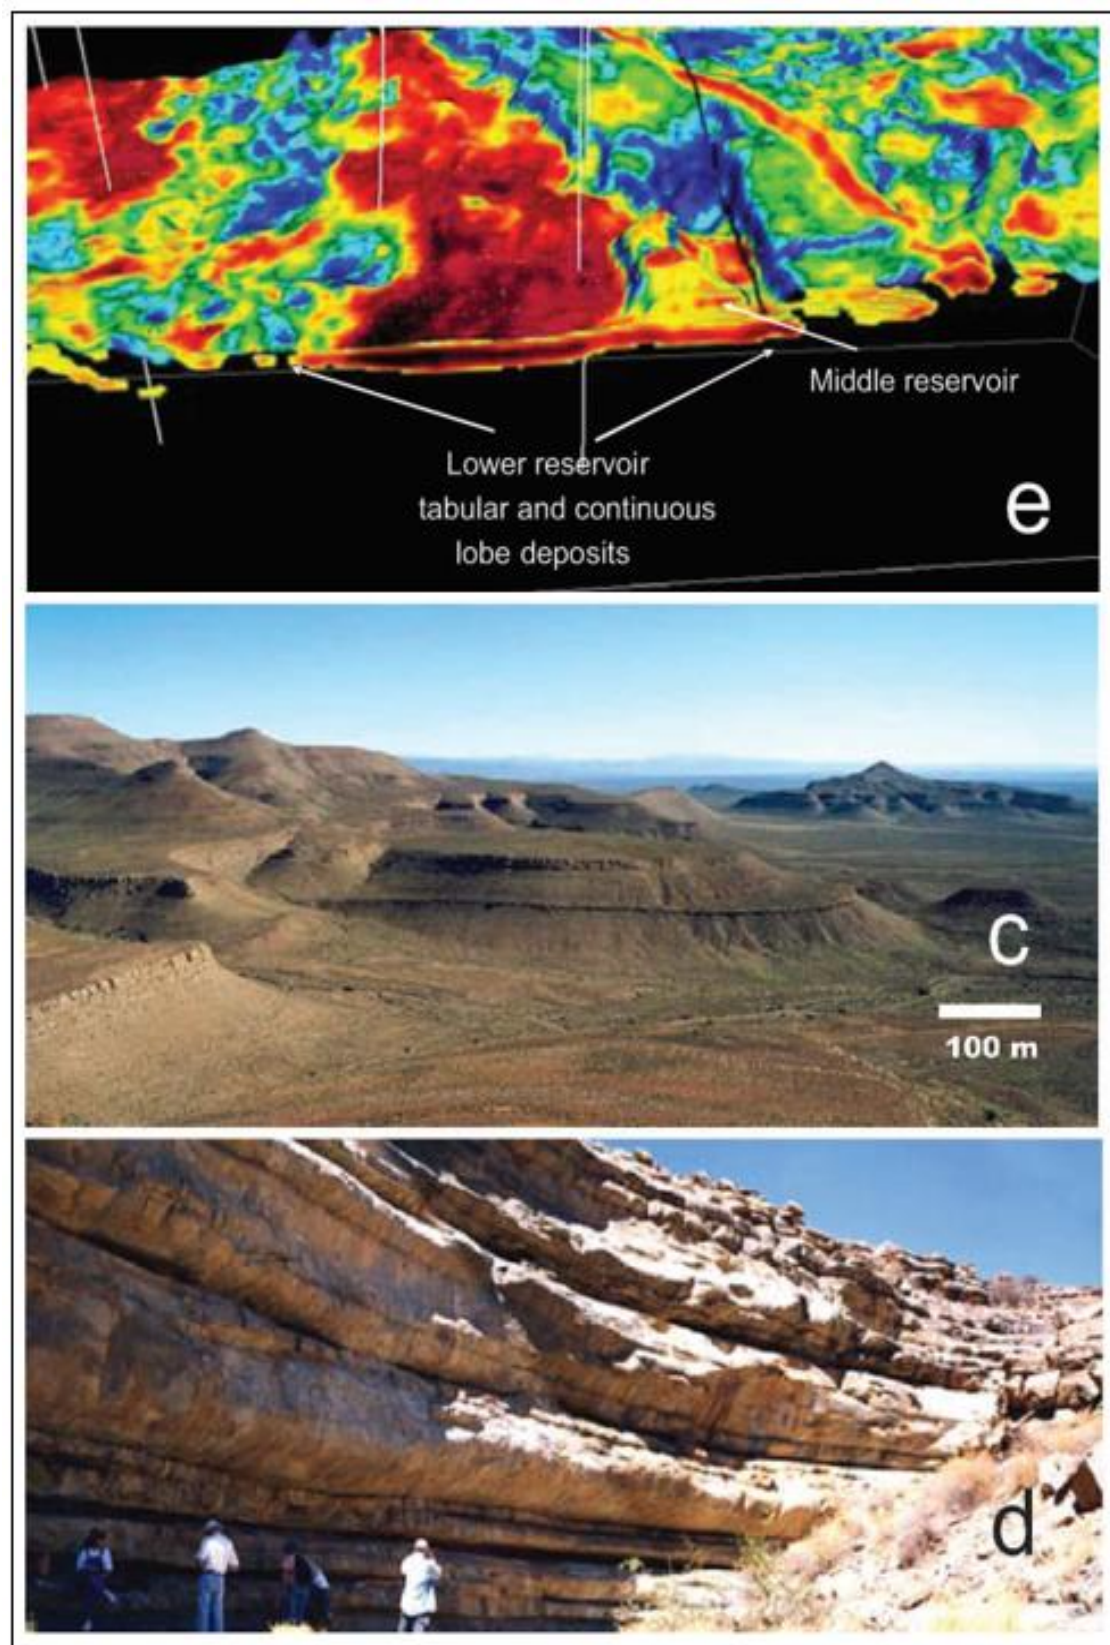 Middle reservoir
Lower reservoir
tabular and continuous
lobe deposits
e
c
100 m
d